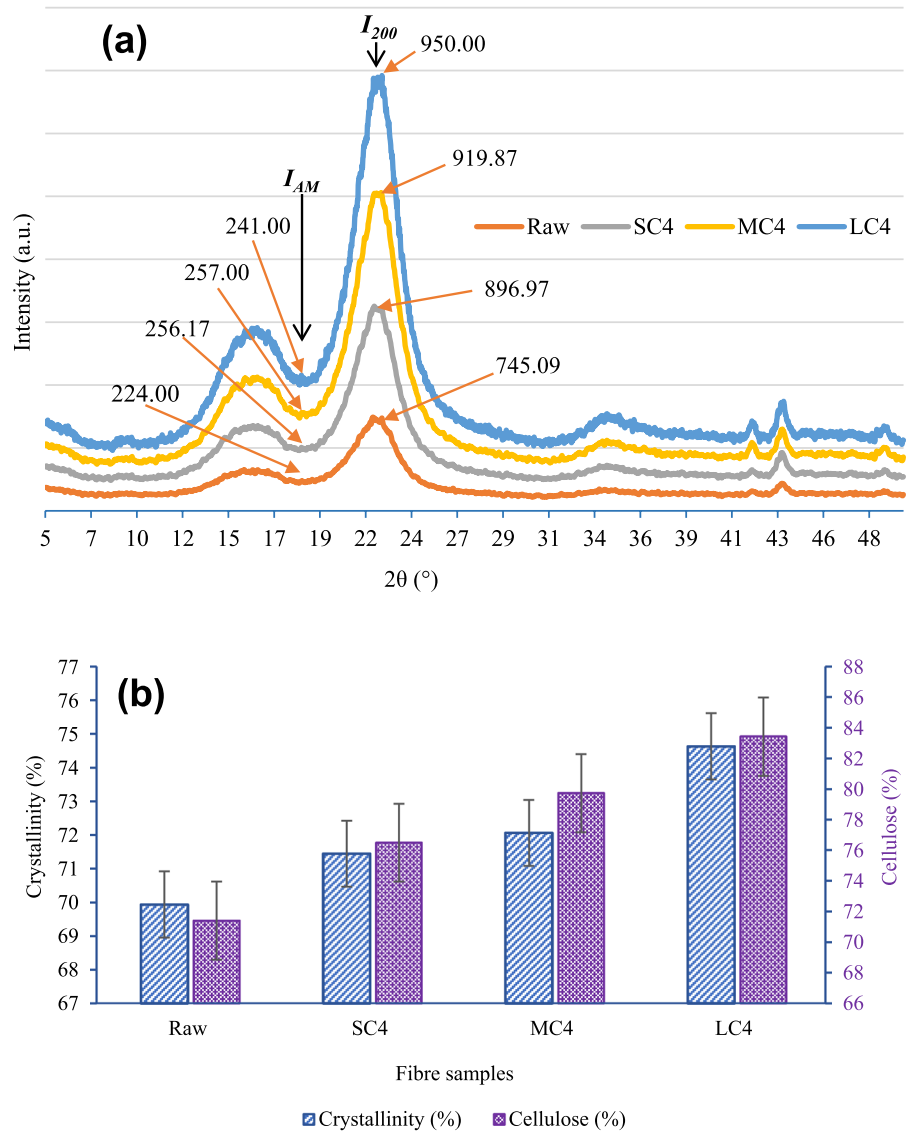 (a)
I200
950.00
919.87
IAM
241.00
Raw
SC4
MC4
LC4
257.00
896.97
256.17
745.09
224.00
Intensity (a.u.)
5 7 10 12 15 17 19 22 24 27 29 31 34 36 39 41 43 46 48
2θ (°)
(b)
77
76
75
74
73
72
71
70
69
68
67
Crystallinity (%)
88
86
84
82
80
78
76
74
72
70
68
66
Cellulose (%)
Raw SC4 MC4 LC4
Fibre samples
Crystallinity (%) Cellulose (%)